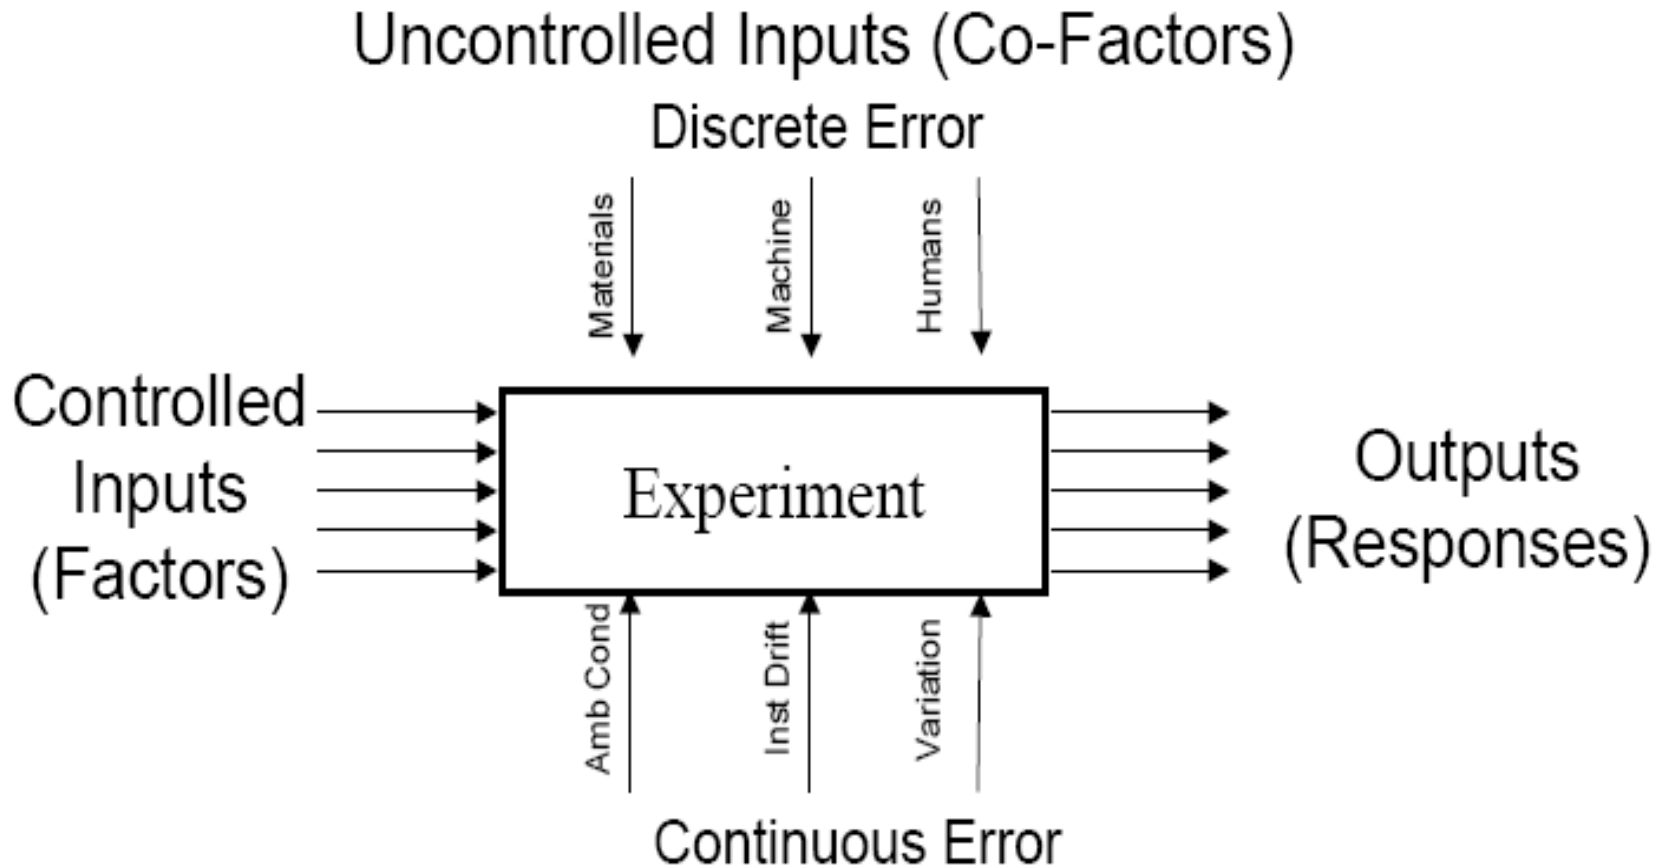 Uncontrolled Inputs (Co-Factors)
Discrete Error
Materials
Machine
Humans
Controlled
Inputs
(Factors)
Experiment
Outputs
(Responses)
Amb Cond
Inst Drift
Variation
Continuous Error